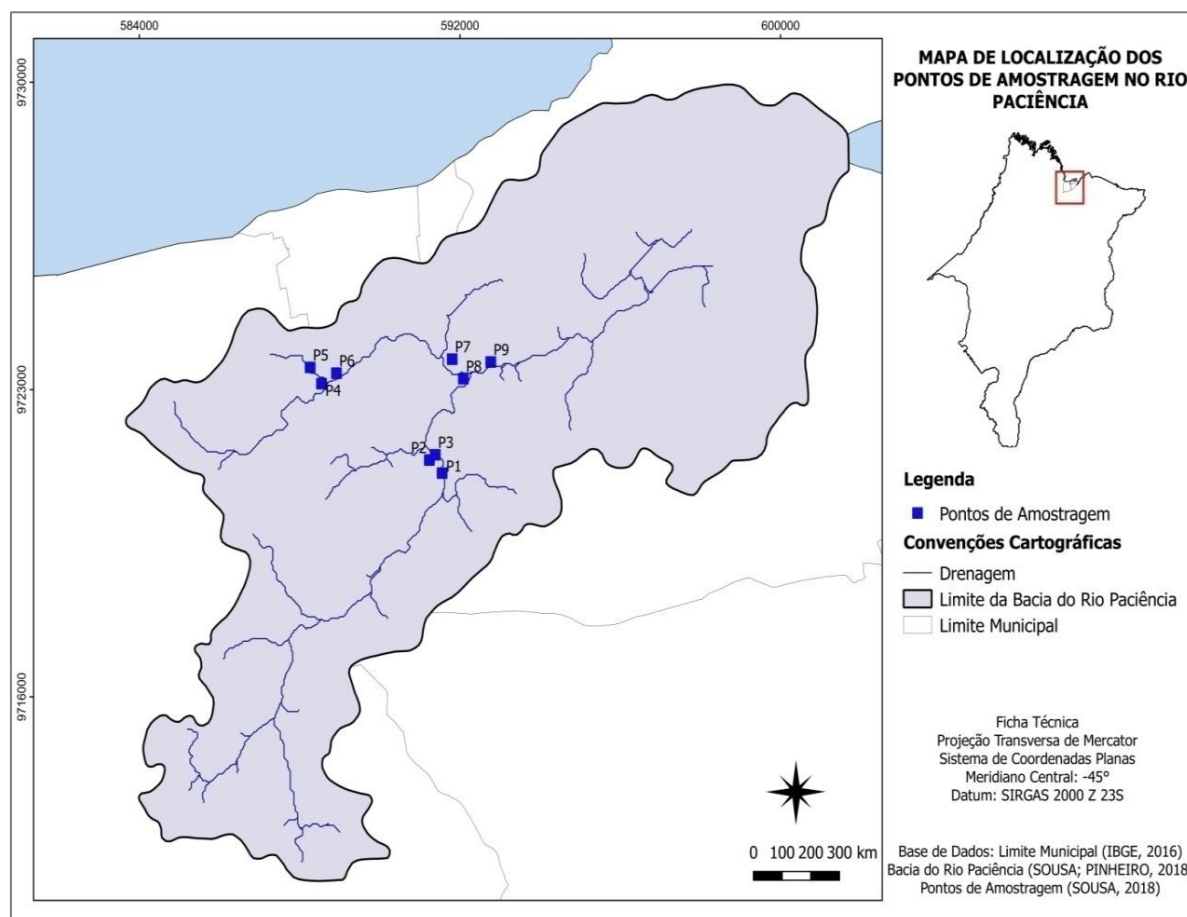 584000
592000
600000
9730000
9723000
9716000
P5
P6
P4
P7
P9
P8
P2
P3
P1
0 100 200 300 km
MAPA DE LOCALIZAÇÃO DOS
PONTOS DE AMOSTRAGEM NO RIO
PACIÊNCIA
Legenda
Pontos de Amostragem
Convenções Cartográficas
Drenagem
Limite da Bacia do Rio Paciência
Limite Municipal
Ficha Técnica
Projeção Transversa de Mercator
Sistema de Coordenadas Planas
Meridiano Central: -45°
Datum: SIRGAS 2000 Z 23S
Base de Dados: Limite Municipal (IBGE, 2016)
Bacia do Rio Paciência (SOUSA; PINHEIRO, 2018
Pontos de Amostragem (SOUSA, 2018)